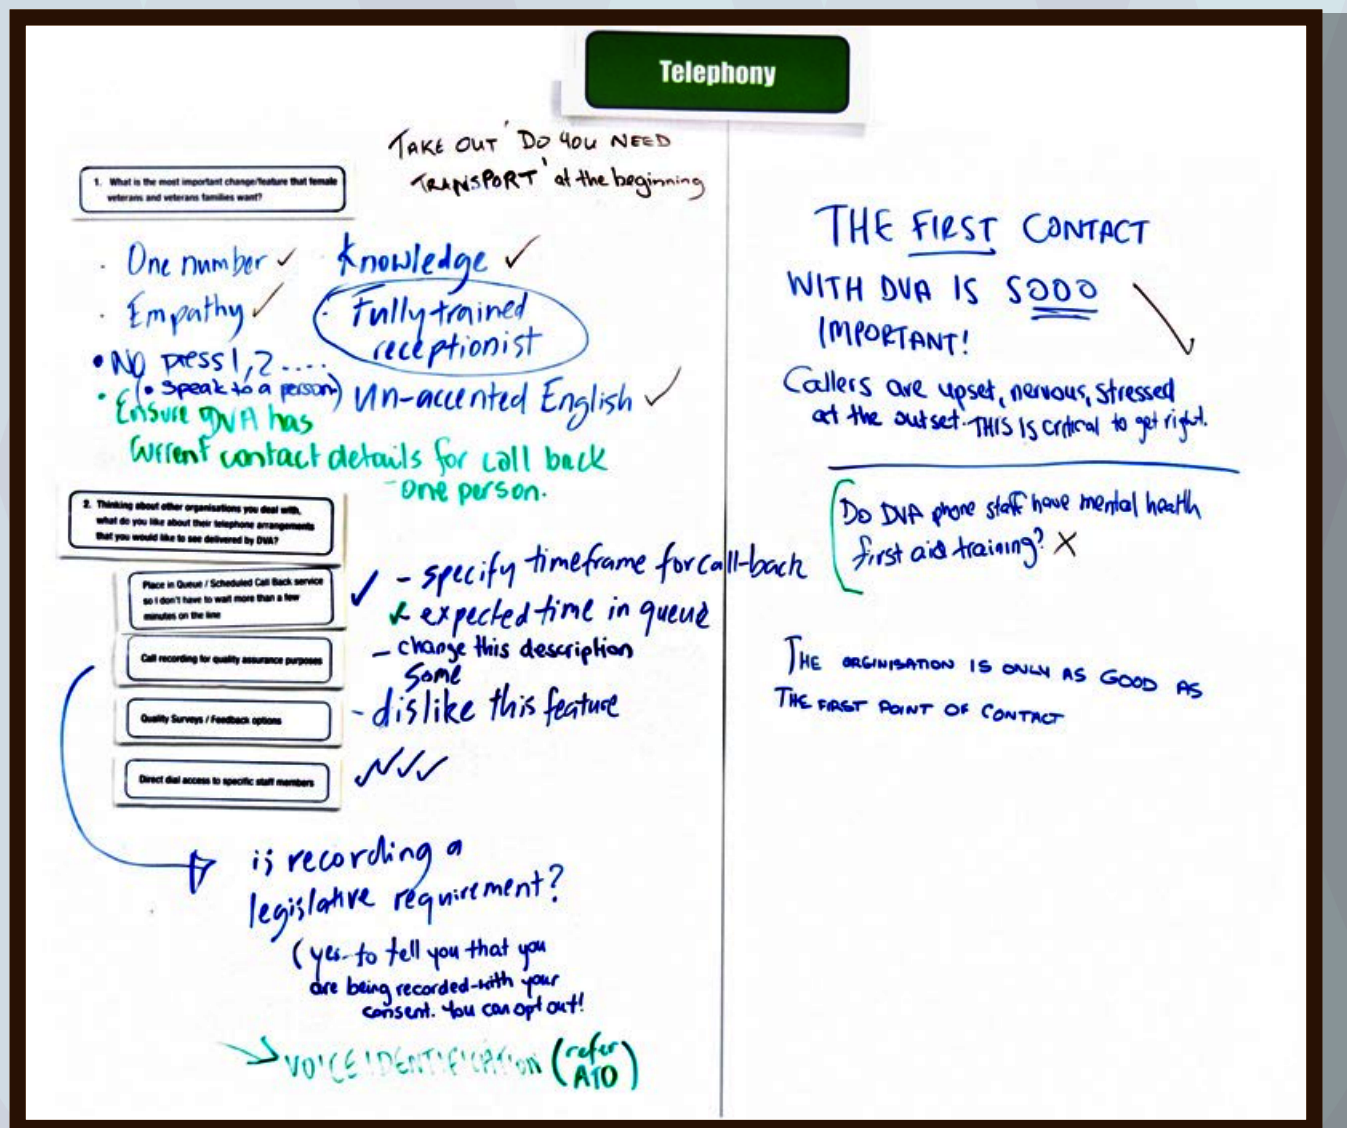 Telephony
TAKE OUT 'DO YOU NEED
TRANSPORT' at the beginning
1. What is the most important change/feature that female
veterans and veterans families want?
· One number ✓
· Empathy ✓
• NO press 1, 2 ....
(• Speak to a person)
· Ensure DVA has
current contact details for call back
- one person.
Knowledge ✓
· Fully trained
receptionist
Un-accented English ✓
2. Thinking about other organisations you deal with,
what do you like about their telephone arrangements
that you would like to see delivered by DVA?
Place in Queue / Scheduled Call Back service
so I don't have to wait more than a few
minutes on the line
✓ - specify timeframe for call-back
& expected time in queue
Call recording for quality assurance purposes
- change this description
Some
Quality Surveys / Feedback options
- dislike this feature
Direct dial access to specific staff members
✓✓✓
is recording a
legislative requirement?
(yes - to tell you that you
are being recorded - with your
consent. You can opt out!
VOICE IDENTIFICATION (refer
ATO)
THE FIRST CONTACT
WITH DVA IS SOOO
IMPORTANT!
Callers are upset, nervous, stressed
at the outset. THIS IS critical to get right.
Do DVA phone staff have mental health
first aid training? X
THE ORGINISATION IS ONLY AS GOOD AS
THE FIRST POINT OF CONTACT